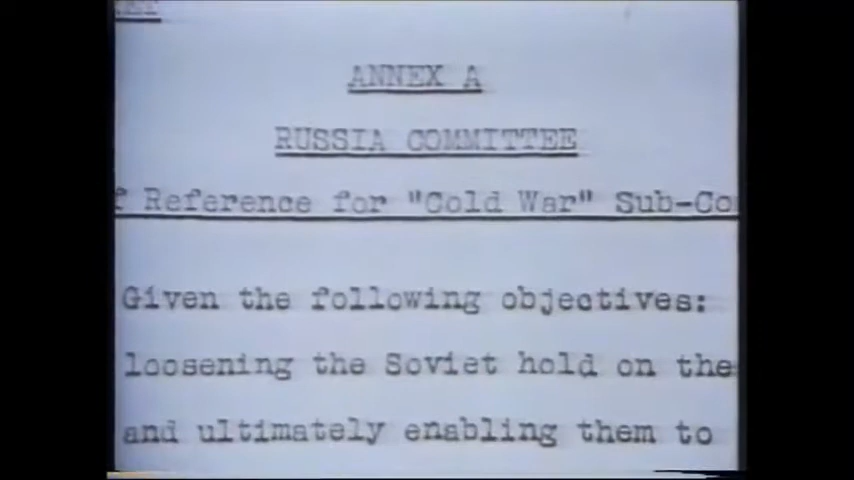 ANNEX A
RUSSIA COMMITTEE
f Reference for "Cold War" Sub-Co
Given the following objectives:
loosening the Soviet hold on the
and ultimately enabling them to